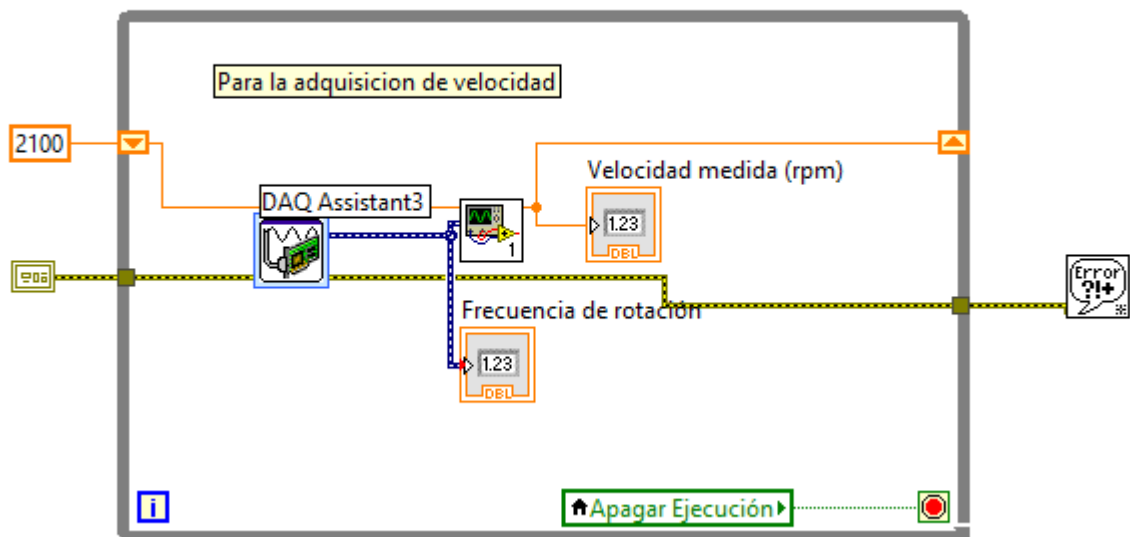 Para la adquisicion de velocidad
2100
Velocidad medida (rpm)
DAQ Assistant3
1.23
DBL
1
Error
?!+
Frecuencia de rotación
1.23
DBL
i
Apagar Ejecución